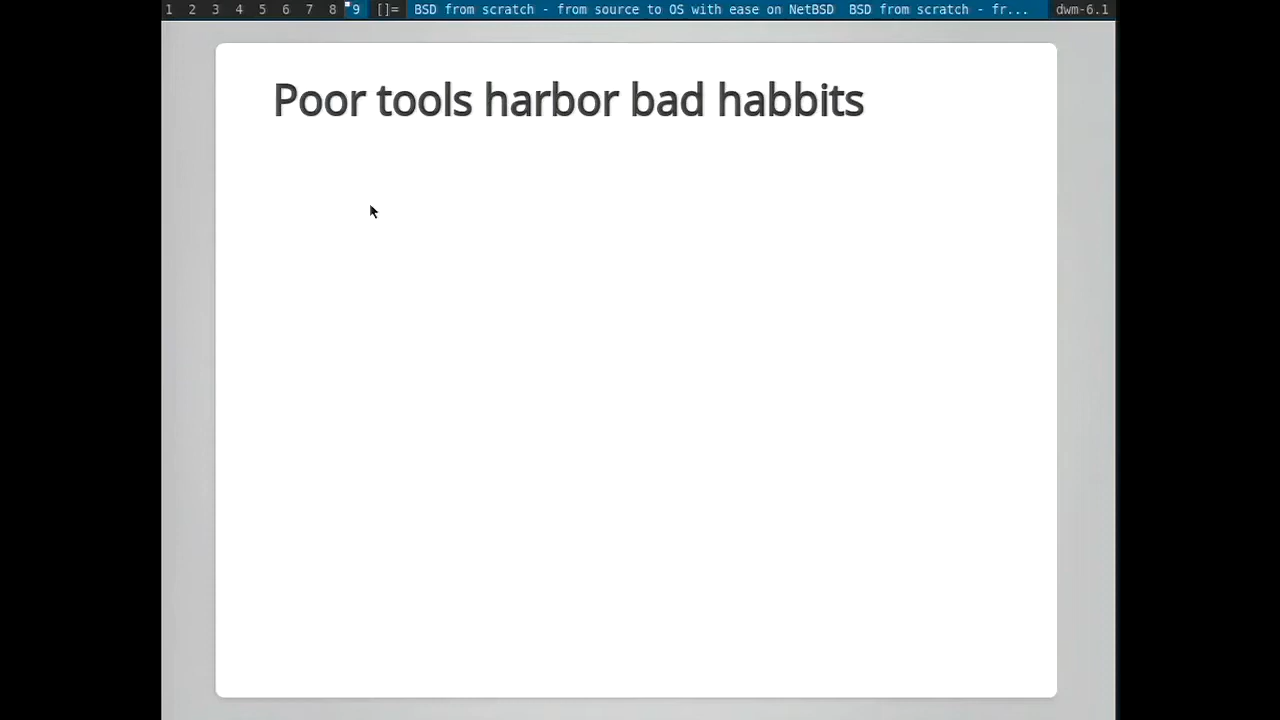 1 2 3 4 5 6 7 8 9 []= BSD from scratch - from source to OS with ease on NetBSD BSD from scratch - fr... dwm-6.1
Poor tools harbor bad habbits